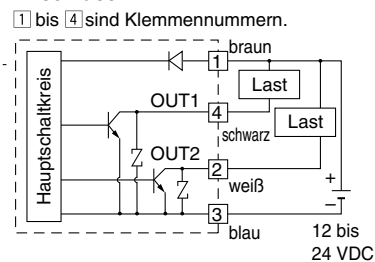 1 bis 4 sind Klemmennummern.
braun
1
Last
OUT1
4
schwarz
Last
Hauptschaltkreis
OUT2
2
weiß
+
3
–
blau
12 bis
24 VDC